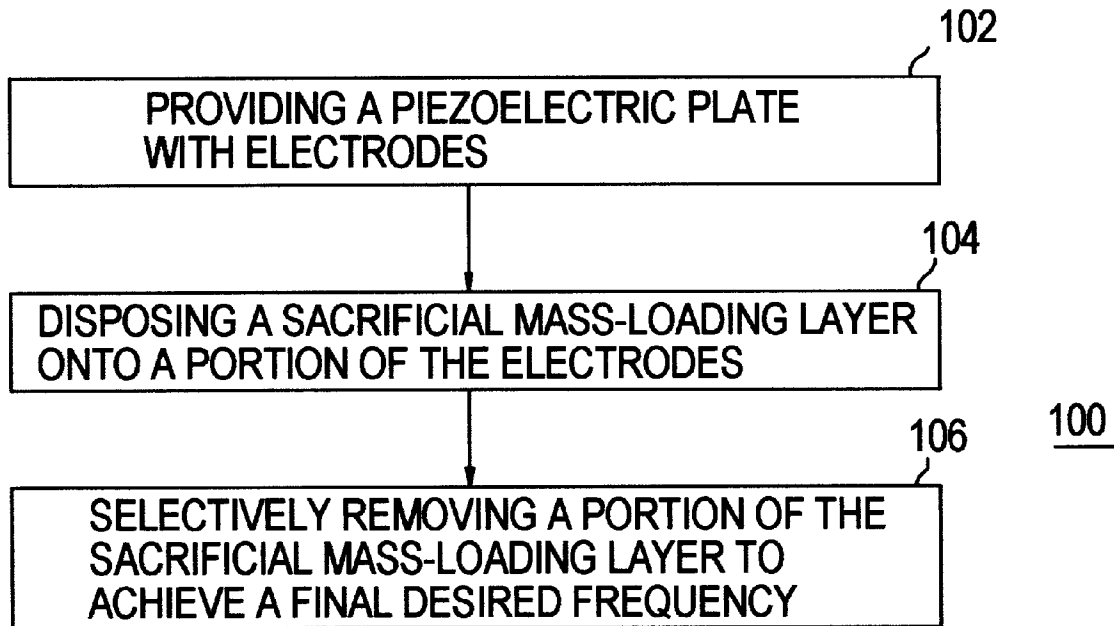 102
PROVIDING A PIEZOELECTRIC PLATE
WITH ELECTRODES
104
DISPOSING A SACRIFICIAL MASS-LOADING LAYER
ONTO A PORTION OF THE ELECTRODES
100
106
SELECTIVELY REMOVING A PORTION OF THE
SACRIFICIAL MASS-LOADING LAYER TO
ACHIEVE A FINAL DESIRED FREQUENCY